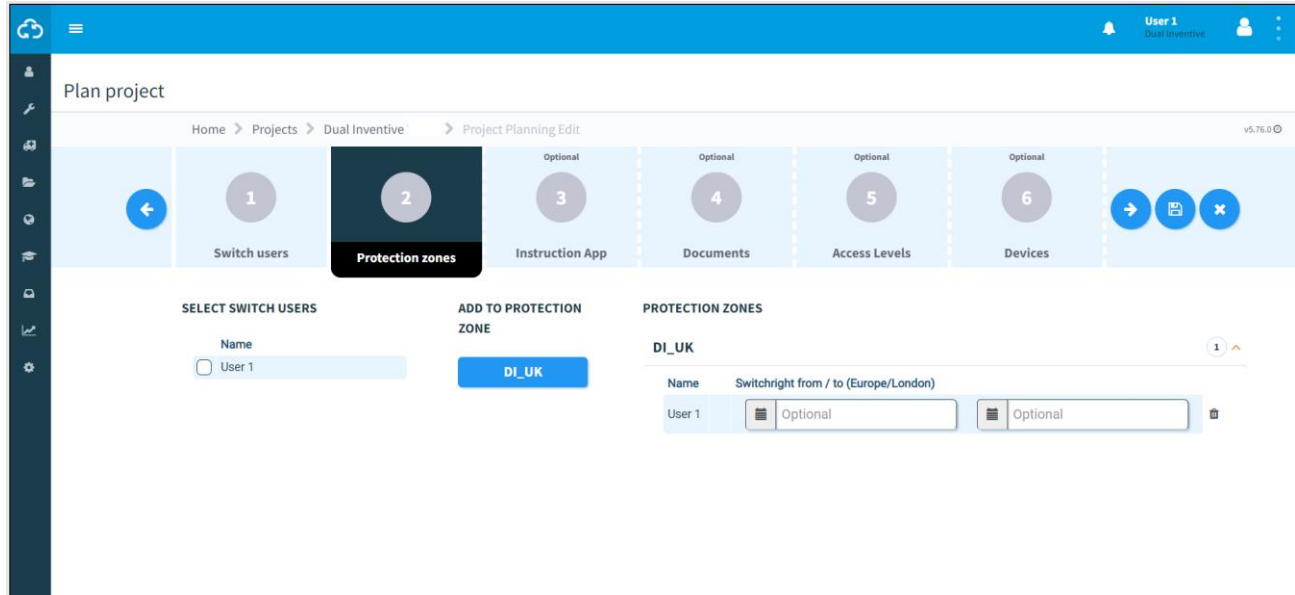 User 1
Dual Inventive
Plan project
Home > Projects > Dual Inventive > Project Planning Edit
v5.76.0
1
Switch users
2
Protection zones
Optional
3
Instruction App
Optional
4
Documents
Optional
5
Access Levels
Optional
6
Devices
SELECT SWITCH USERS
Name
User 1
ADD TO PROTECTION
ZONE
DI_UK
PROTECTION ZONES
DI_UK 1
Name Switchright from / to (Europe/London)
User 1 Optional Optional